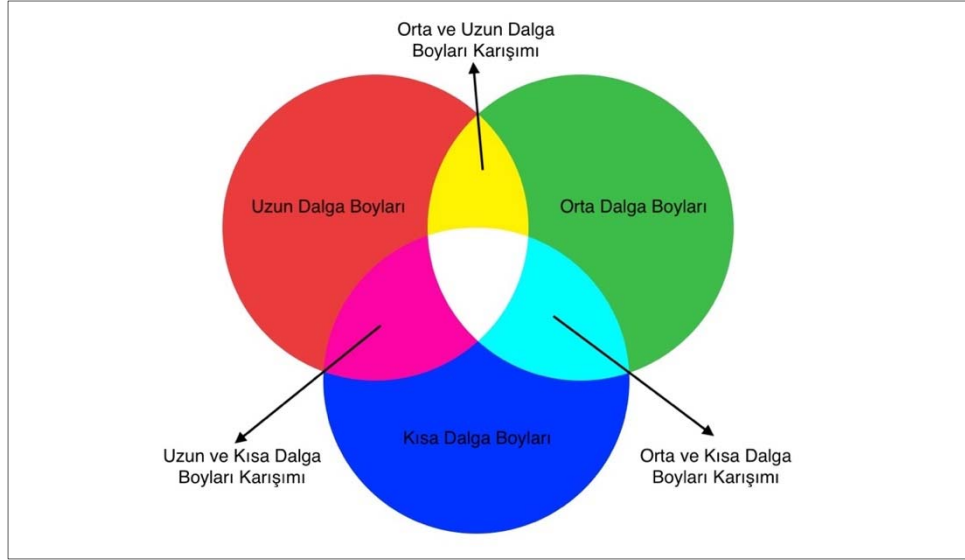 Orta ve Uzun Dalga
Boyları Karışımı
Uzun Dalga Boyları
Orta Dalga Boyları
Kısa Dalga Boyları
Uzun ve Kısa Dalga
Boyları Karışımı
Orta ve Kısa Dalga
Boyları Karışımı